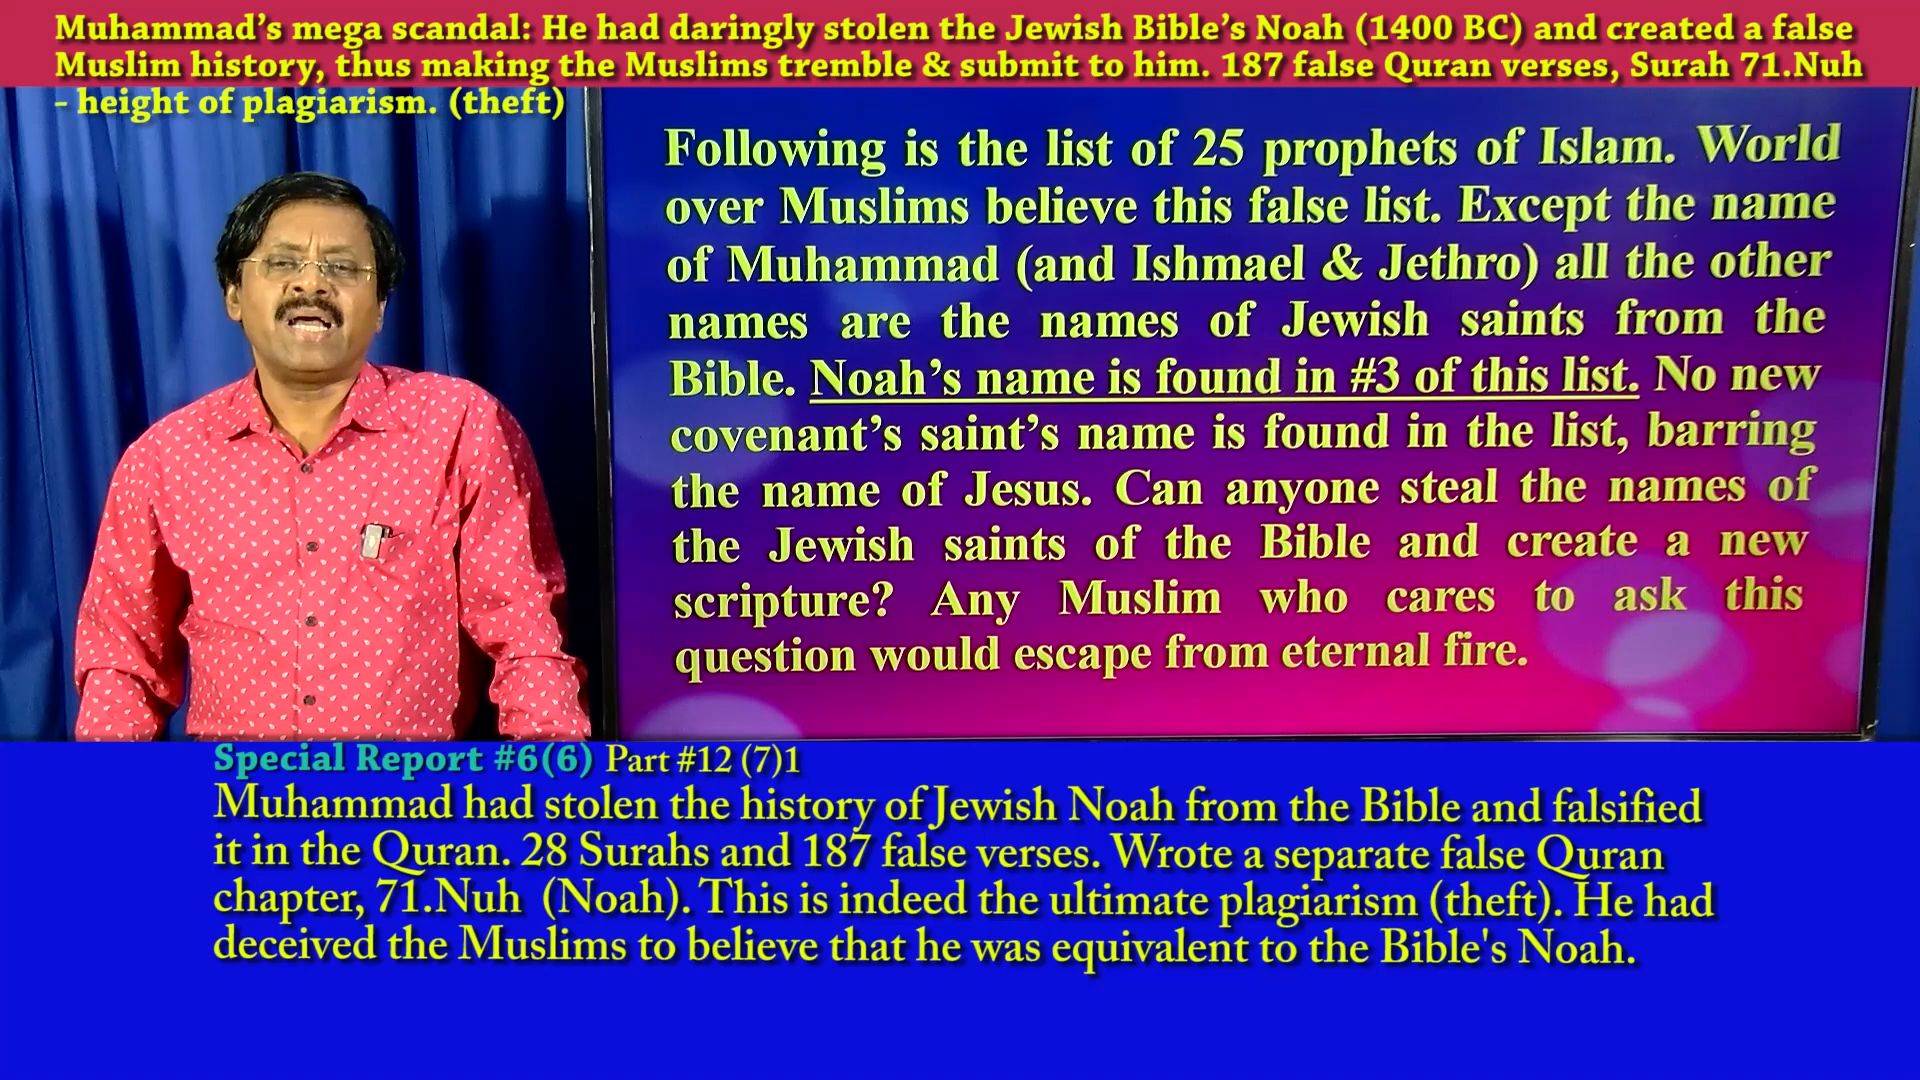 Muhammad’s mega scandal: He had daringly stolen the Jewish Bible’s Noah (1400 BC) and created a false
Muslim history, thus making the Muslims tremble & submit to him. 187 false Quran verses, Surah 71.Nuh
- height of plagiarism. (theft)
Following is the list of 25 prophets of Islam. World
over Muslims believe this false list. Except the name
of Muhammad (and Ishmael & Jethro) all the other
names are the names of Jewish saints from the
Bible. Noah’s name is found in #3 of this list. No new
covenant’s saint’s name is found in the list, barring
the name of Jesus. Can anyone steal the names of
the Jewish saints of the Bible and create a new
scripture? Any Muslim who cares to ask this
question would escape from eternal fire.
Special Report #6(6) Part #12 (7)1
Muhammad had stolen the history of Jewish Noah from the Bible and falsified
it in the Quran. 28 Surahs and 187 false verses. Wrote a separate false Quran
chapter, 71.Nuh (Noah). This is indeed the ultimate plagiarism (theft). He had
deceived the Muslims to believe that he was equivalent to the Bible's Noah.